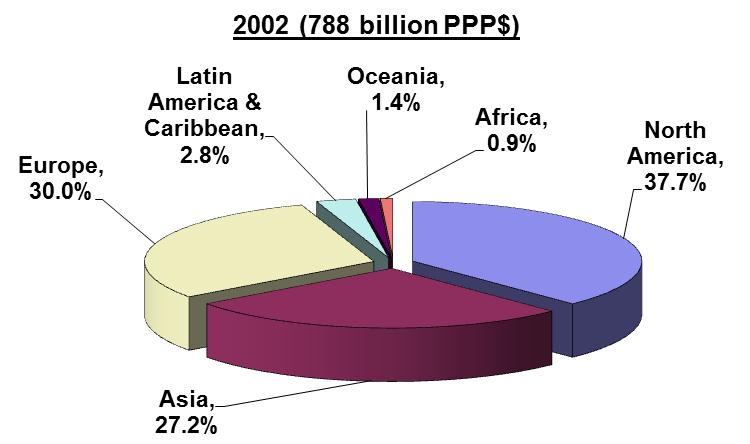 2002 (788 billion PPP$)
Latin
America &
Caribbean,
2.8%
Oceania,
1.4%
Africa,
0.9%
North
America,
37.7%
Europe,
30.0%
Asia,
27.2%